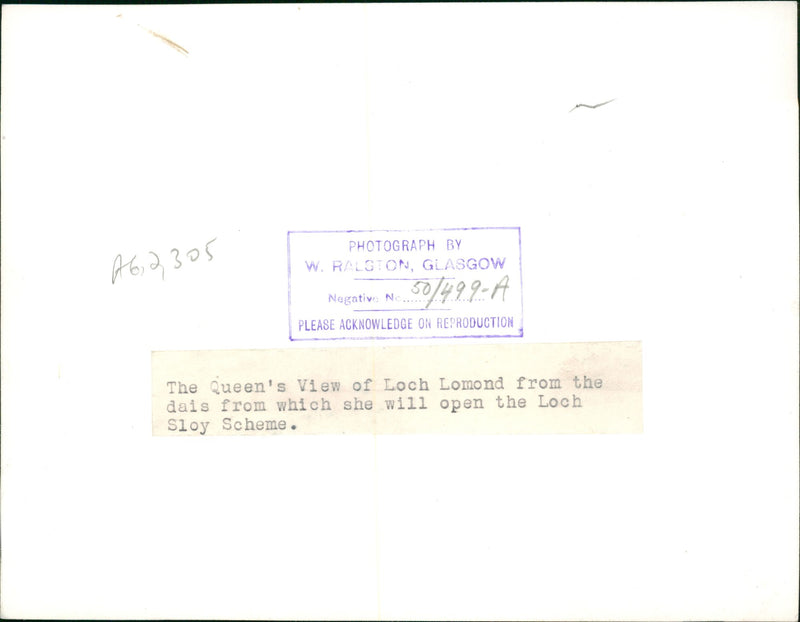 A6,2,305
PHOTOGRAPH BY
W. RALSTON, GLASGOW
Negative No. 50/499-A
PLEASE ACKNOWLEDGE ON REPRODUCTION
The Queen's View of Loch Lomond from the
dais from which she will open the Loch
Sloy Scheme.